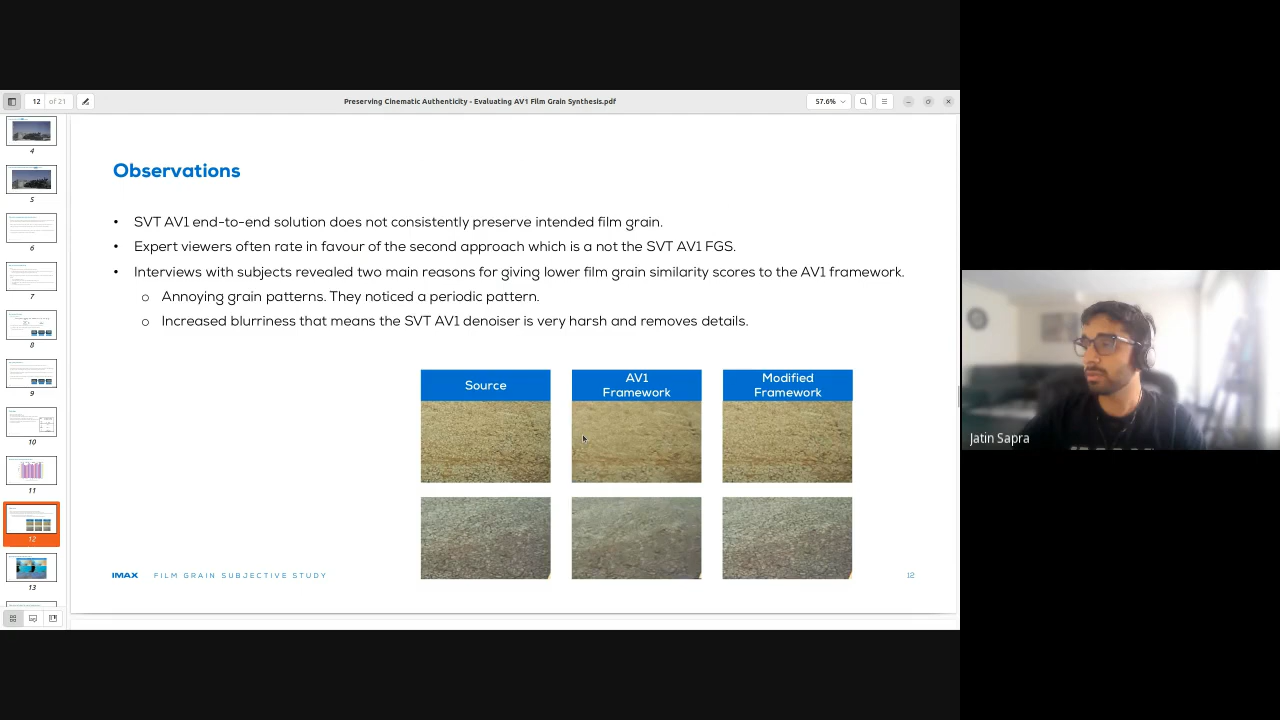 12 of 21
Preserving Cinematic Authenticity - Evaluating AV1 Film Grain Synthesis.pdf
57.6%
4
5
6
7
8
9
10
11
12
13
Observations
• SVT AV1 end-to-end solution does not consistently preserve intended film grain.
• Expert viewers often rate in favour of the second approach which is a not the SVT AV1 FGS.
• Interviews with subjects revealed two main reasons for giving lower film grain similarity scores to the AV1 framework.
o Annoying grain patterns. They noticed a periodic pattern.
o Increased blurriness that means the SVT AV1 denoiser is very harsh and removes details.
Source
AV1
Framework
Modified
Framework
IMAX FILM GRAIN SUBJECTIVE STUDY
12
Jatin Sapra